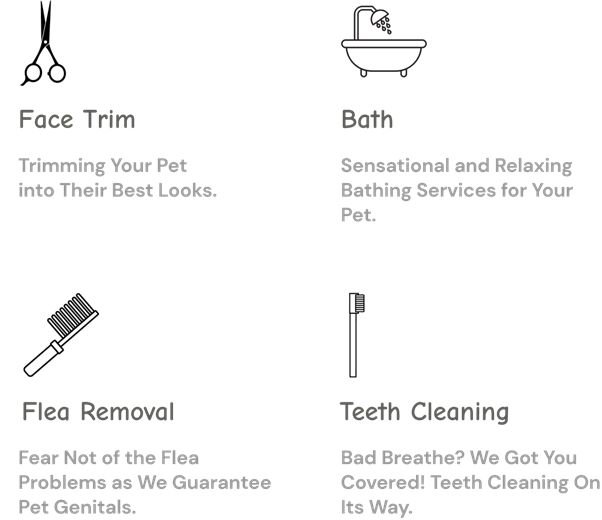 Face Trim
Trimming Your Pet
into Their Best Looks.
Bath
Sensational and Relaxing
Bathing Services for Your
Pet.
Flea Removal
Fear Not of the Flea
Problems as We Guarantee
Pet Genitals.
Teeth Cleaning
Bad Breathe? We Got You
Covered! Teeth Cleaning On
Its Way.